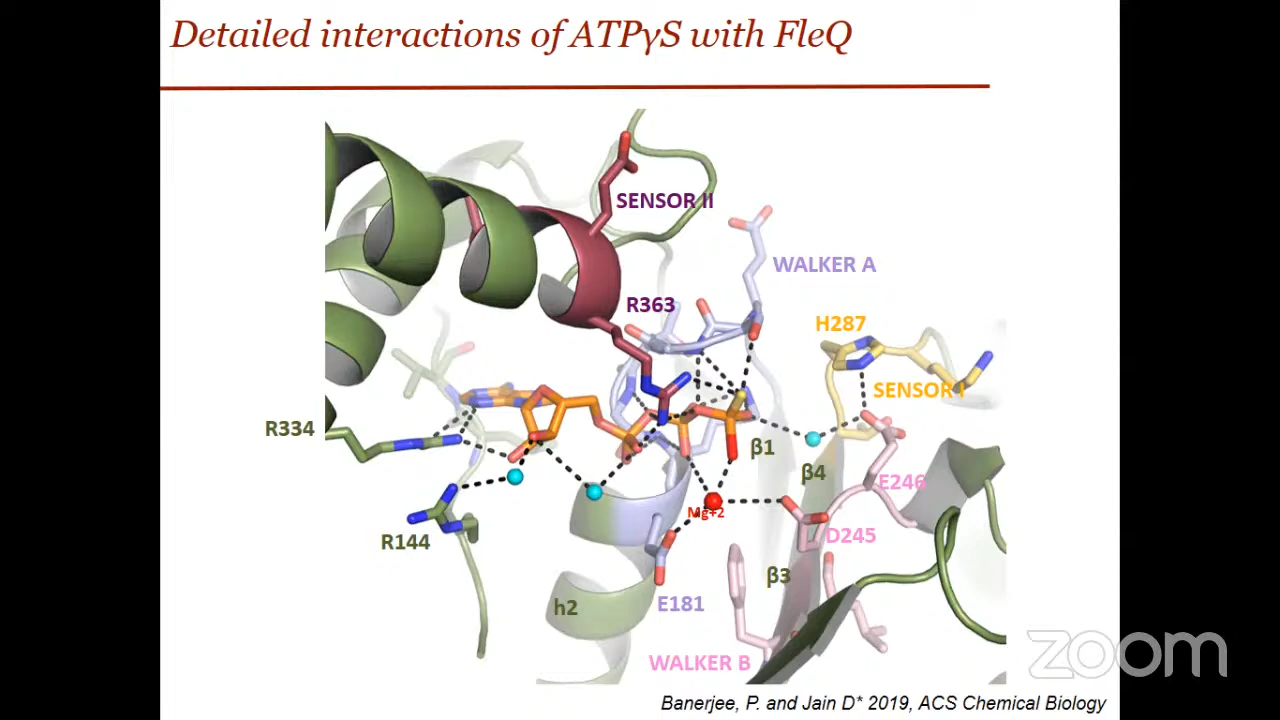 Detailed interactions of ATPγS with FleQ
SENSOR II
WALKER A
R363
H287
SENSOR I
R334
β1
β4
E246
Mg+2
R144
D245
β3
h2
E181
WALKER B
zoom
Banerjee, P. and Jain D* 2019, ACS Chemical Biology